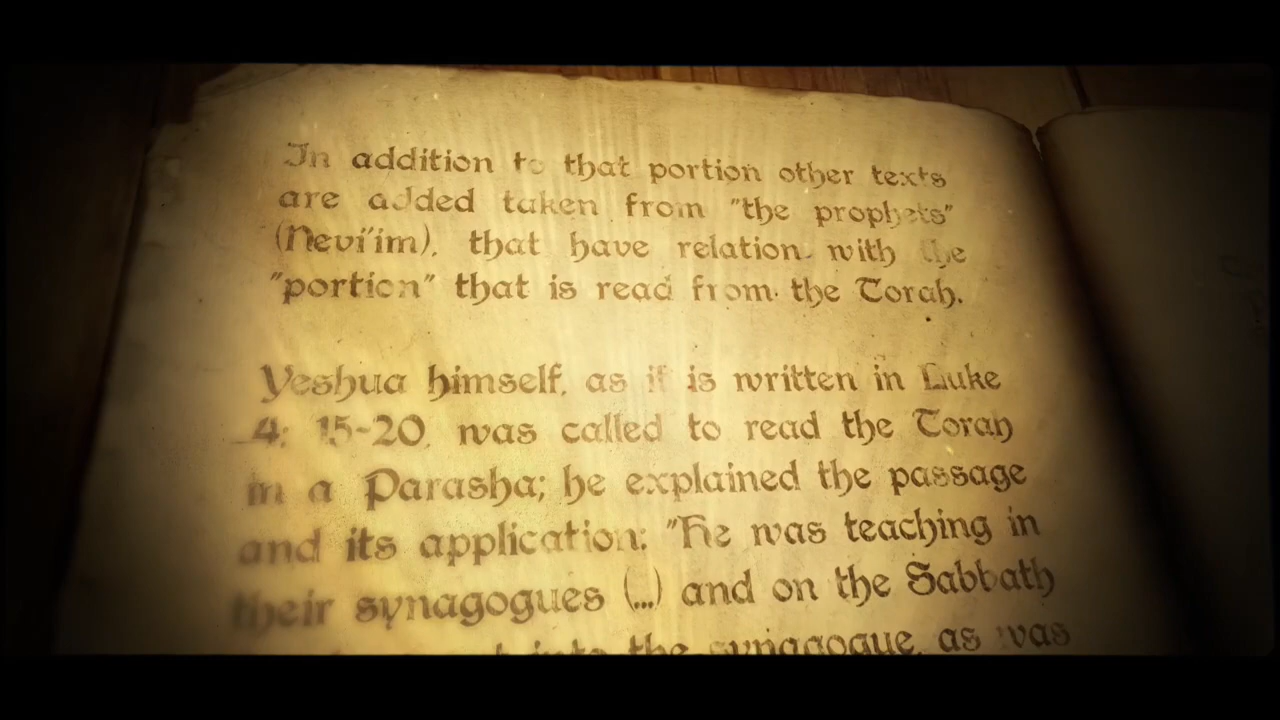 In addition to that portion other texts
are added taken from "the prophets"
(Nevi'im), that have relation with the
"portion" that is read from the Torah.
Yeshua himself, as it is written in Luke
4: 15-20, was called to read the Torah
in a Parasha; he explained the passage
and its application: "He was teaching in
their synagogues (...) and on the Sabbath
into the synagogue, as was